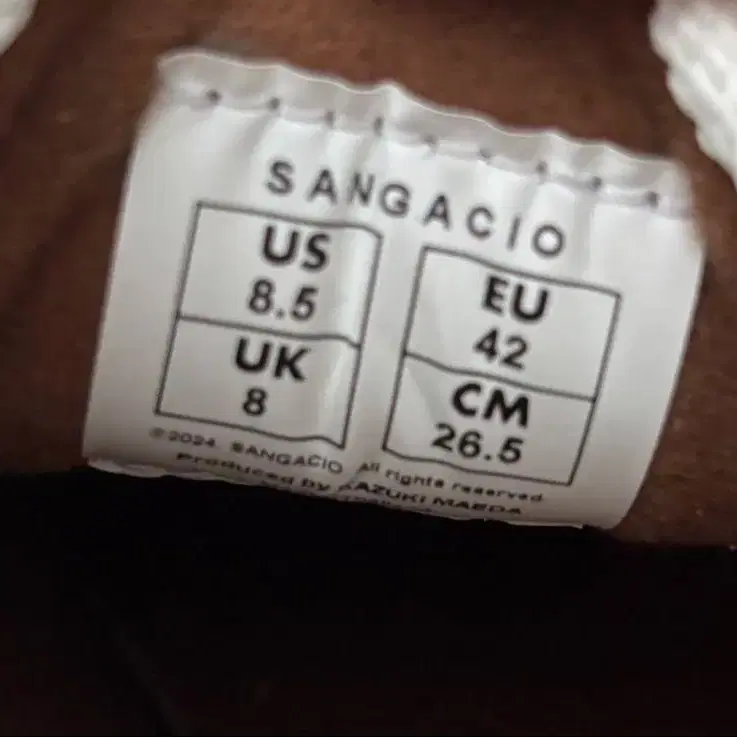 SANGACIO
US
8.5
UK
8
EU
42
CM
26.5
©2024. SANGACIO All rights reserved.
Produced by KAZUKI MAEDA